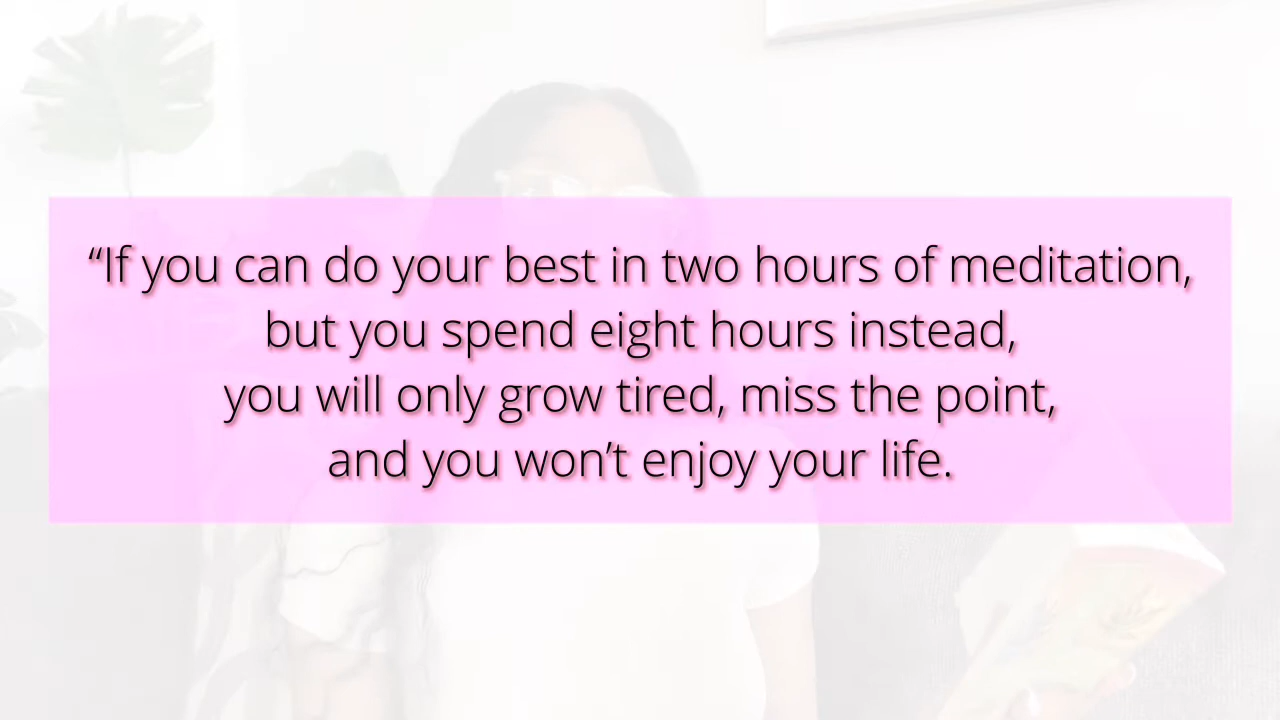 “If you can do your best in two hours of meditation,
but you spend eight hours instead,
you will only grow tired, miss the point,
and you won’t enjoy your life.